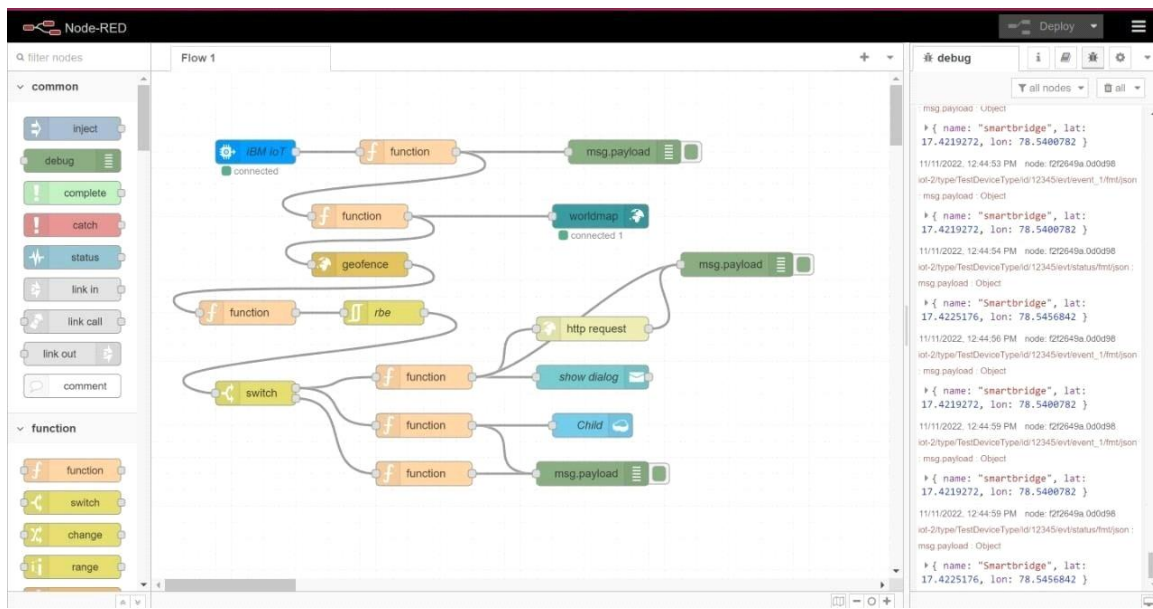 Node-RED
Deploy
filter nodes
common
inject
debug
complete
catch
status
link in
link call
link out
comment
function
function
switch
change
range
Flow 1
IBM IoT
connected
function
msg.payload
function
worldmap
connected 1
geofence
msg.payload
function
rbe
http request
switch
function
show dialog
function
Child
function
msg.payload
debug
all nodes
all
msg.payload : Object
{ name: "smartbridge", lat:
17.4219272, lon: 78.5400782 }
11/11/2022, 12:44:53 PM node: f2f2649a.0d0d98
iot-2/type/TestDeviceType/id/12345/evt/event_1/fmt/json
: msg.payload : Object
{ name: "smartbridge", lat:
17.4219272, lon: 78.5400782 }
11/11/2022, 12:44:54 PM node: f2f2649a.0d0d98
iot-2/type/TestDeviceType/id/12345/evt/status/fmt/json :
msg.payload : Object
{ name: "Smartbridge", lat:
17.4225176, lon: 78.5456842 }
11/11/2022, 12:44:56 PM node: f2f2649a.0d0d98
iot-2/type/TestDeviceType/id/12345/evt/event_1/fmt/json
: msg.payload : Object
{ name: "smartbridge", lat:
17.4219272, lon: 78.5400782 }
11/11/2022, 12:44:59 PM node: f2f2649a.0d0d98
iot-2/type/TestDeviceType/id/12345/evt/event_1/fmt/json
: msg.payload : Object
{ name: "smartbridge", lat:
17.4219272, lon: 78.5400782 }
11/11/2022, 12:44:59 PM node: f2f2649a.0d0d98
iot-2/type/TestDeviceType/id/12345/evt/status/fmt/json :
msg.payload : Object
{ name: "Smartbridge", lat:
17.4225176, lon: 78.5456842 }